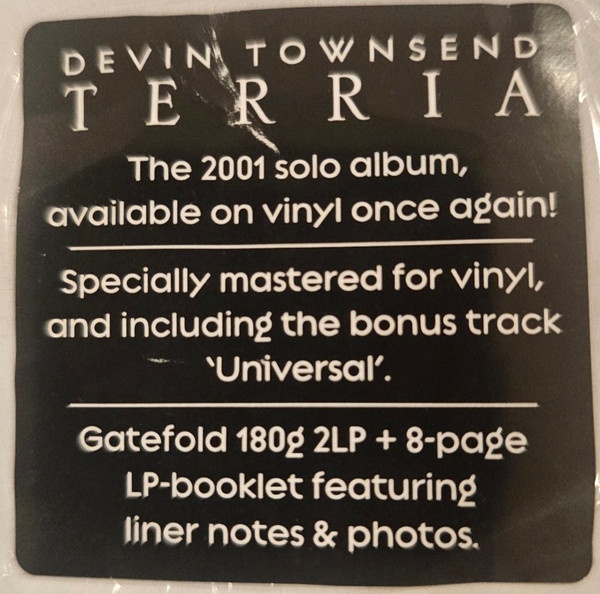 DEVIN TOWNSEND
TERRIA
The 2001 solo album,
available on vinyl once again!
Specially mastered for vinyl,
and including the bonus track
‘Universal’.
Gatefold 180g 2LP + 8-page
LP-booklet featuring
liner notes & photos.